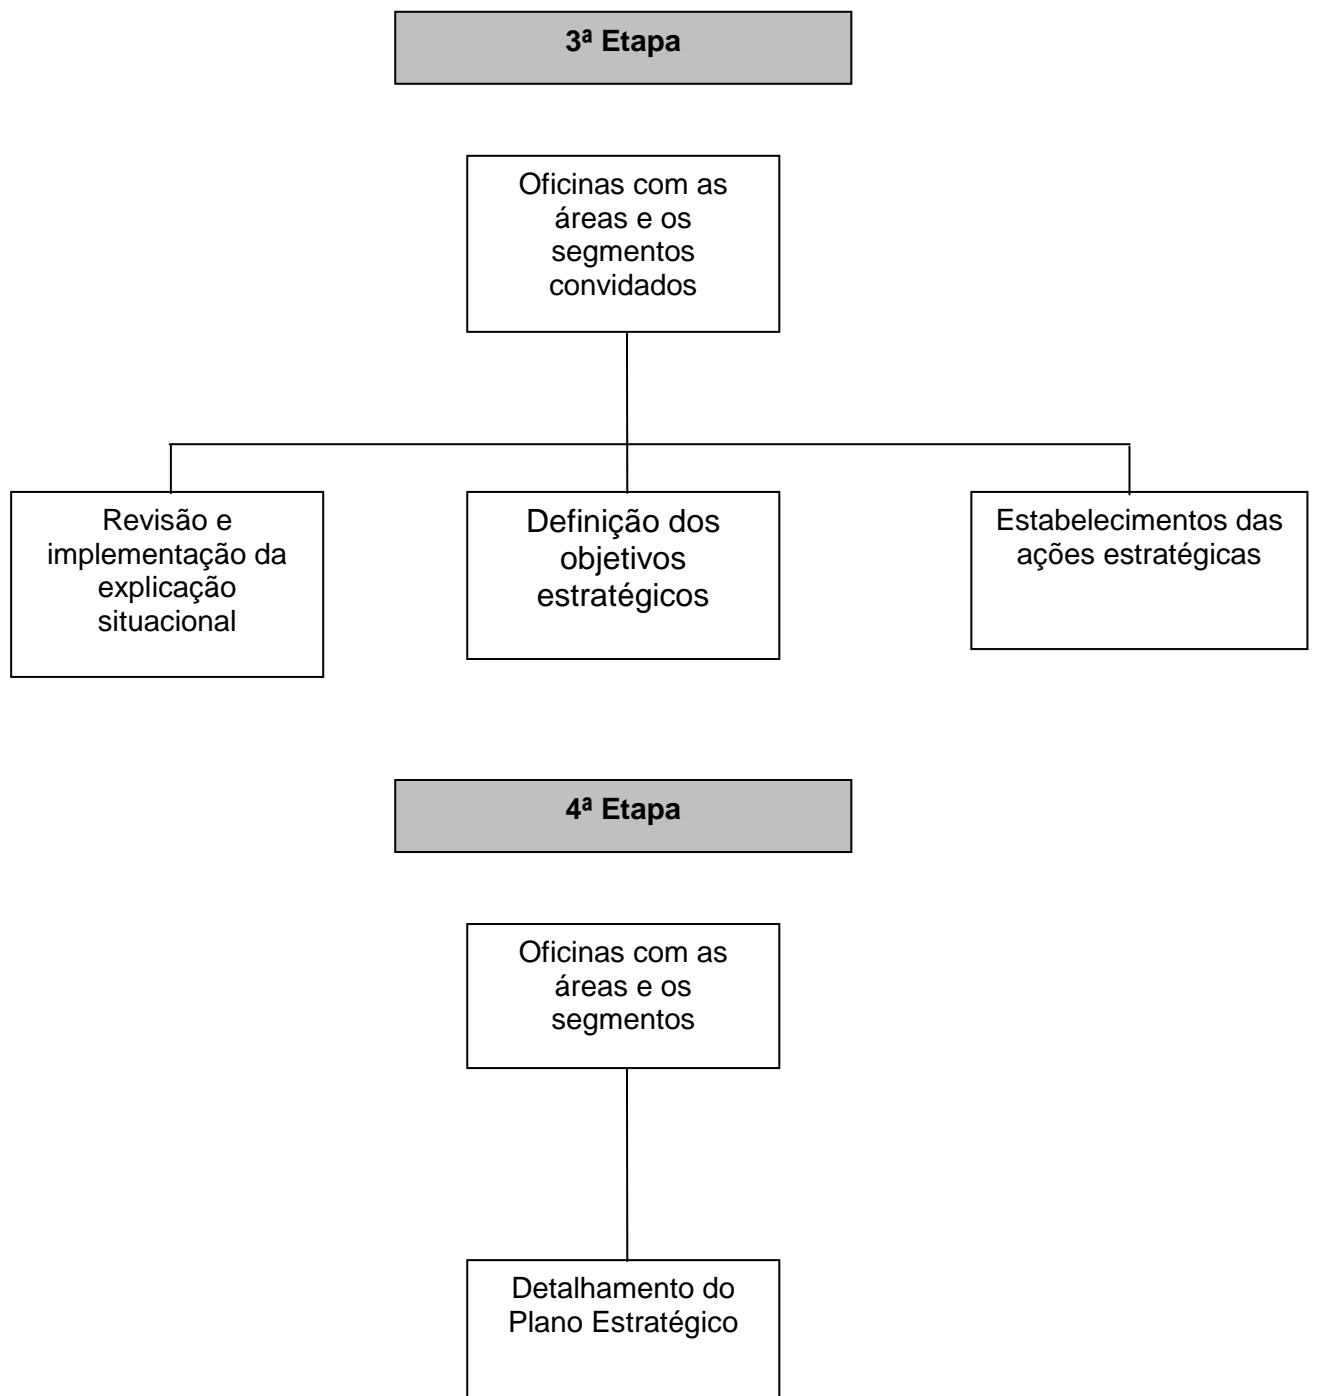 3ª Etapa
Oficinas com as
áreas e os
segmentos
convidados
Revisão e
implementação da
explicação
situacional
Definição dos
objetivos
estratégicos
Estabelecimentos das
ações estratégicas
4ª Etapa
Oficinas com as
áreas e os
segmentos
Detalhamento do
Plano Estratégico